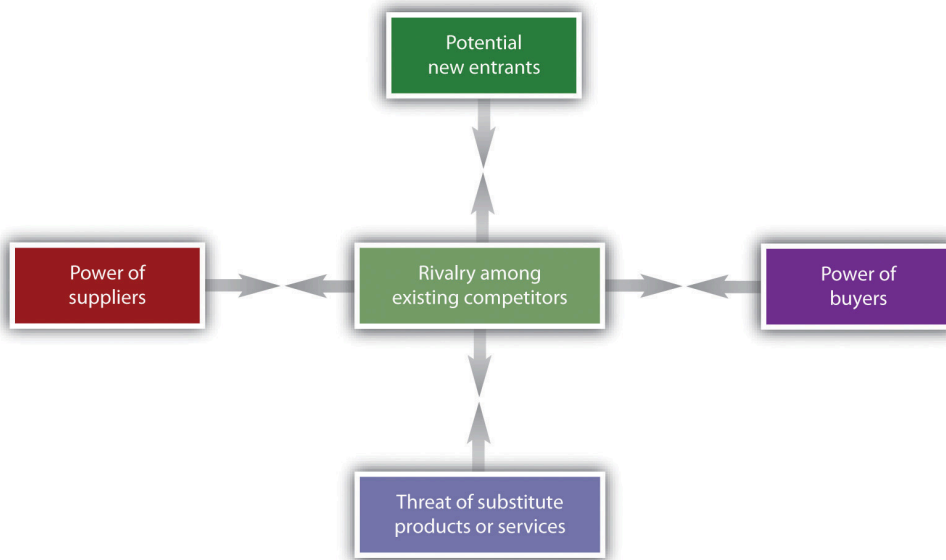 Potential
new entrants
Power of
suppliers
Rivalry among
existing competitors
Power of
buyers
Threat of substitute
products or services